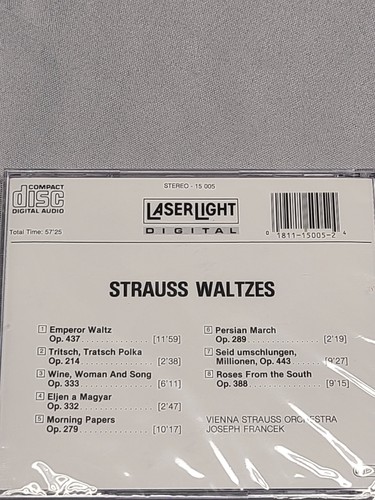 COMPACT
disc
DIGITAL AUDIO
STEREO - 15 005
LASERLIGHT
DIGITAL
0 1811-15005-2 4
Total Time: 57'25
STRAUSS WALTZES
1 Emperor Waltz
Op. 437 .......... [11'59]
2 Tritsch, Tratsch Polka
Op. 214 .......... [2'38]
3 Wine, Woman And Song
Op. 333 .......... [6'11]
4 Eljen a Magyar
Op. 332 .......... [2'47]
5 Morning Papers
Op. 279 .......... [10'17]
6 Persian March
Op. 289 .......... [2'19]
7 Seid umschlungen,
Millionen, Op. 443 .... [9'27]
8 Roses From the South
Op. 388 .......... [9'15]
VIENNA STRAUSS ORCHESTRA
JOSEPH FRANCEK